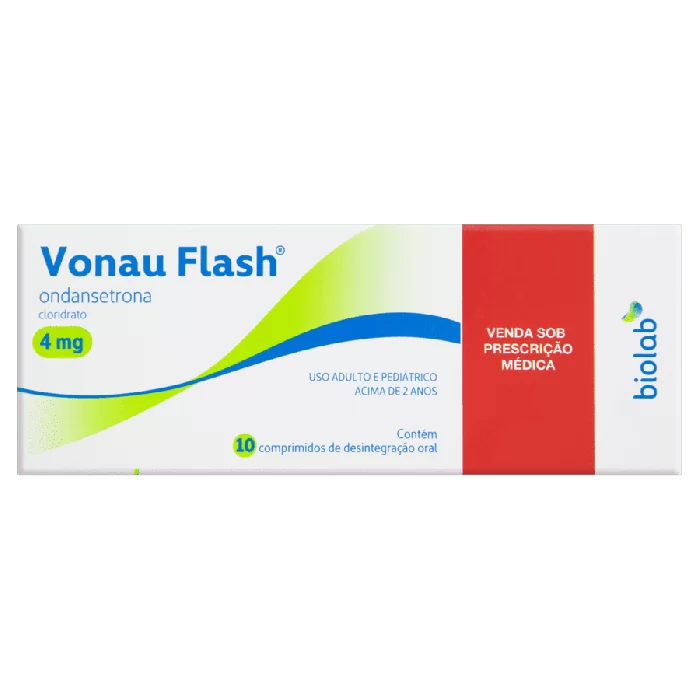 Vonau Flash®
ondansetrona
cloridrato
4 mg
USO ADULTO E PEDIÁTRICO
ACIMA DE 2 ANOS
Contém
10 comprimidos de desintegração oral
VENDA SOB
PRESCRIÇÃO
MÉDICA
biolab